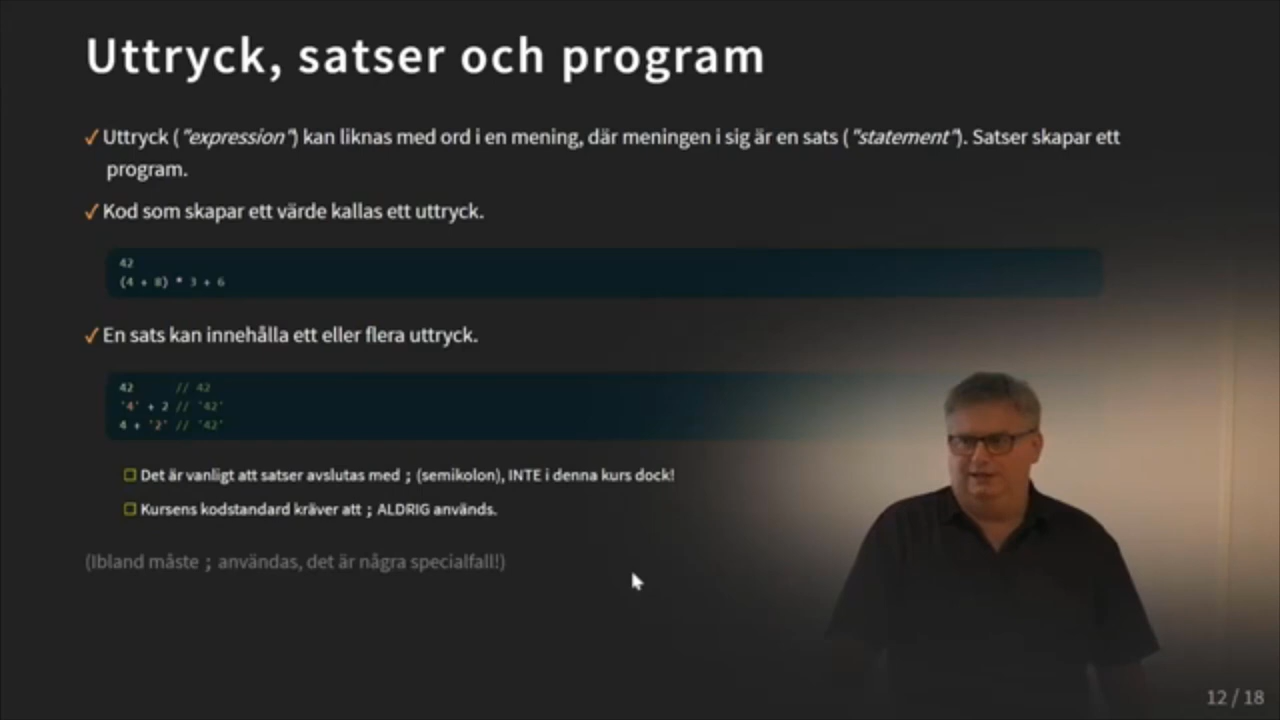 Uttryck, satser och program
✓ Uttryck ("expression") kan liknas med ord i en mening, där meningen i sig är en sats ("statement"). Satser skapar ett
program.
✓ Kod som skapar ett värde kallas ett uttryck.
42
(4 + 8) * 3 + 6
✓ En sats kan innehålla ett eller flera uttryck.
42 // 42
'4' + 2 // '42'
4 + '2' // '42'
Det är vanligt att satser avslutas med ; (semikolon), INTE i denna kurs dock!
Kursens kodstandard kräver att ; ALDRIG används.
(Ibland måste ; användas, det är några specialfall!)
12 / 18